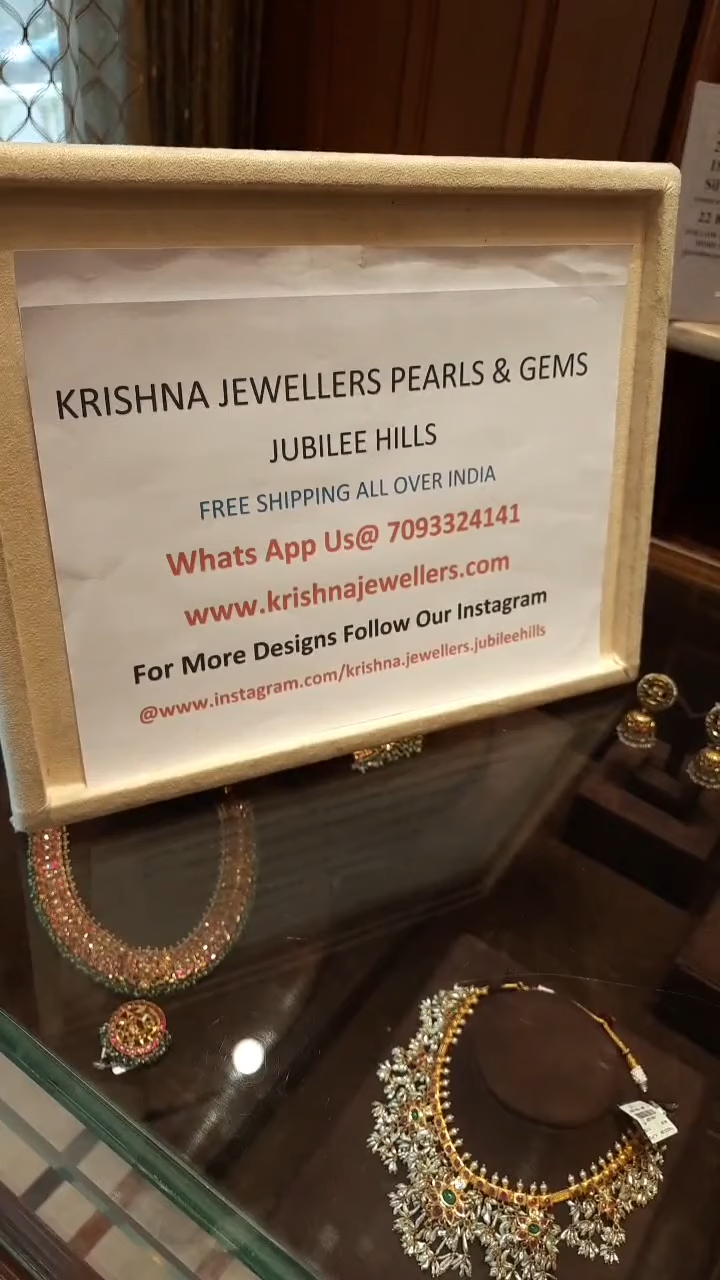 KRISHNA JEWELLERS PEARLS & GEMS
JUBILEE HILLS
FREE SHIPPING ALL OVER INDIA
Whats App Us@ 7093324141
www.krishnajewellers.com
For More Designs Follow Our Instagram
@www.instagram.com/krishna.jewellers.jubileehills
22